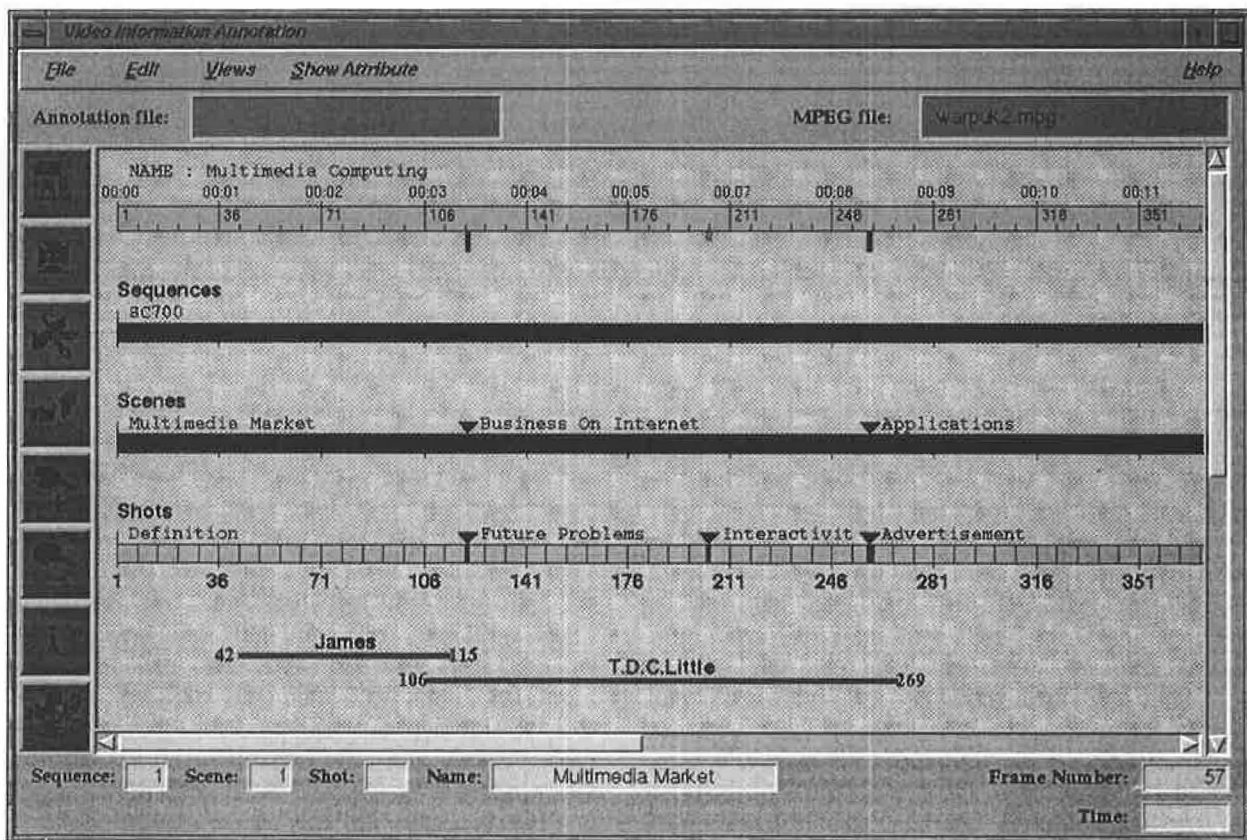 Video Information Annotation
File Edit Views Show Attribute Help
Annotation file: MPEG file: warpuk2.mpg
NAME : Multimedia Computing
00:00 00:01 00:02 00:03 00:04 00:05 00:07 00:08 00:09 00:10 00:11
1 36 71 106 141 176 211 246 281 316 351
Sequences
SC700
Scenes
Multimedia Market Business On Internet Applications
Shots
Definition Future Problems Interactivit Advertisement
1 36 71 106 141 176 211 246 281 316 351
James
42 115
T.D.C.Little
106 269
Sequence: 1 Scene: 1 Shot: Name: Multimedia Market Frame Number: 57
Time: